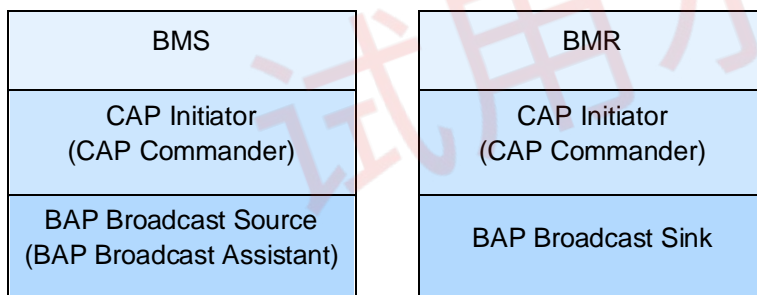 BMS
CAP Initiator
(CAP Commander)
BAP Broadcast Source
(BAP Broadcast Assistant)
BMR
CAP Initiator
(CAP Commander)
BAP Broadcast Sink
试用